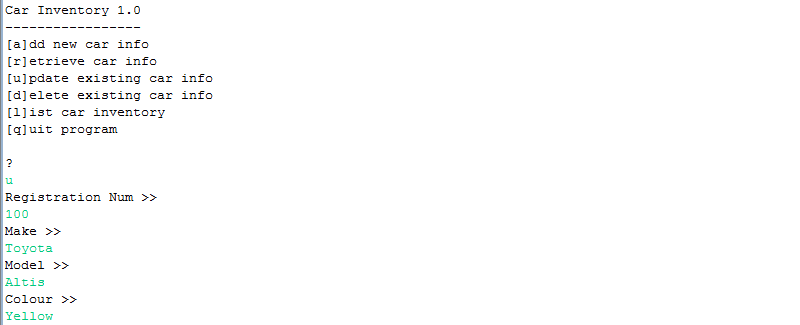 Car Inventory 1.0
-----------------
[a]dd new car info
[r]etrieve car info
[u]pdate existing car info
[d]elete existing car info
[l]ist car inventory
[q]uit program
?
u
Registration Num >>
100
Make >>
Toyota
Model >>
Altis
Colour >>
Yellow